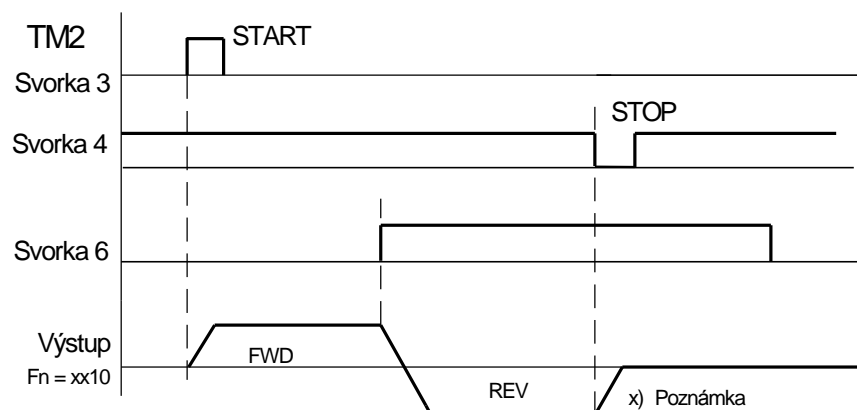 TM2
START
Svorka 3
STOP
Svorka 4
Svorka 6
Výstup
Fn = xx10
FWD
REV
x) Poznámka